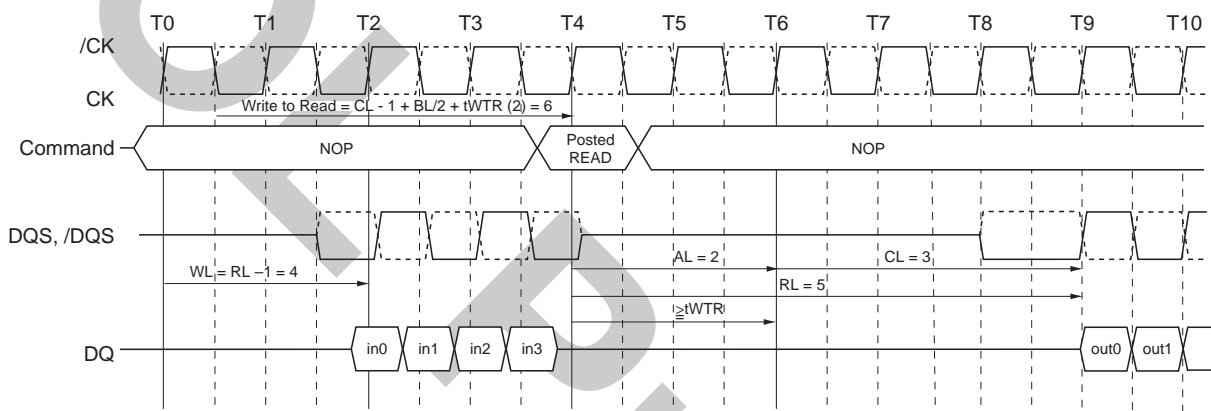 T0 T1 T2 T3 T4 T5 T6 T7 T8 T9 T10
/CK
CK
Write to Read = CL - 1 + BL/2 + tWTR (2) = 6
Command NOP Posted READ NOP
DQS, /DQS
AL = 2 CL = 3
WL = RL –1 = 4
RL = 5
≧tWTR
DQ in0 in1 in2 in3 out0 out1